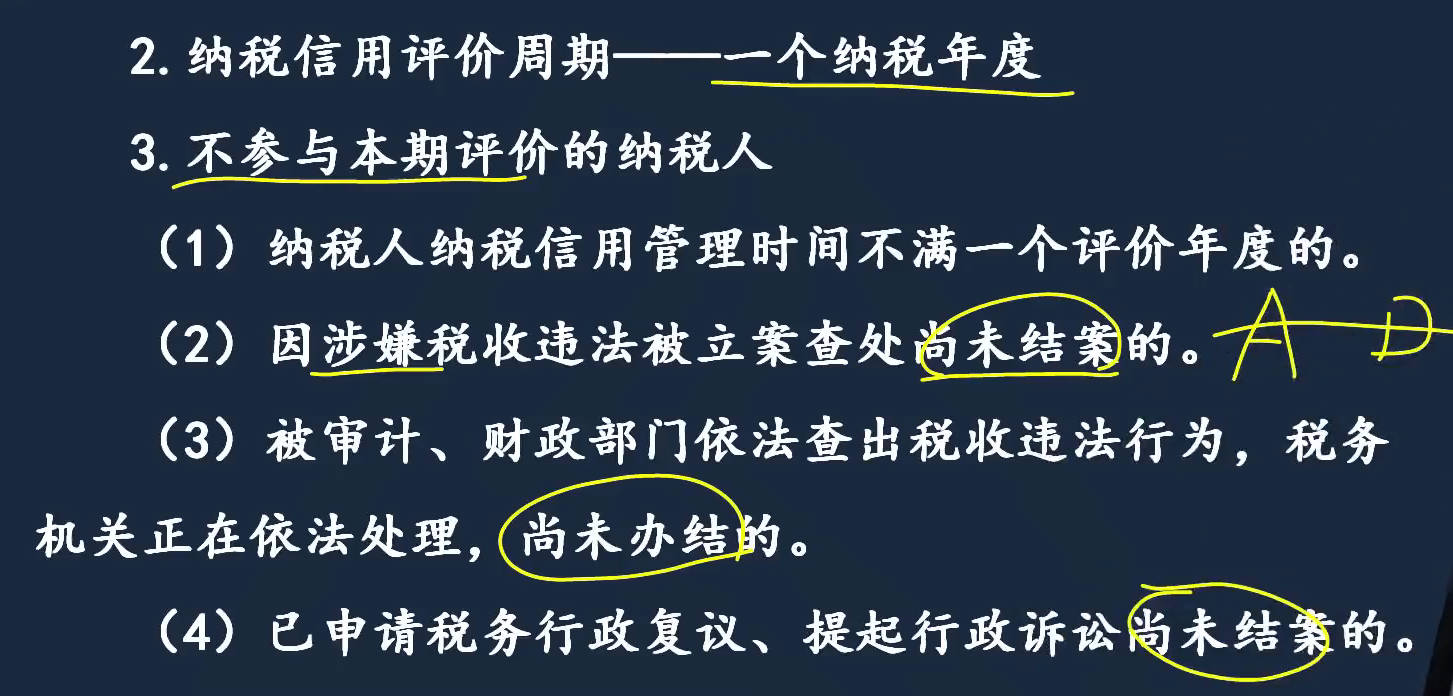 2. 纳税信用评价周期——一个纳税年度
3. 不参与本期评价的纳税人
（1）纳税人纳税信用管理时间不满一个评价年度的。
（2）因涉嫌税收违法被立案查处尚未结案的。 A D
（3）被审计、财政部门依法查出税收违法行为，税务
机关正在依法处理，尚未办结的。
（4）已申请税务行政复议、提起行政诉讼尚未结案的。